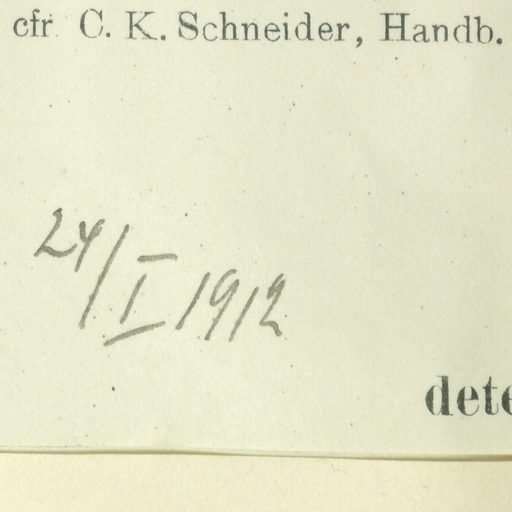 cfr C. K. Schneider, Handb.
24/I 1912
dete